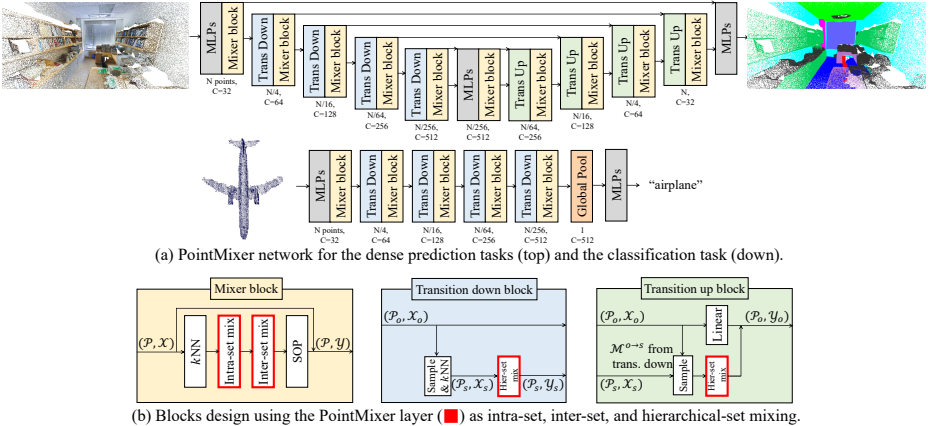 MLPs
Mixer block
N points,
C=32
Trans Down
Mixer block
N/4,
C=64
Trans Down
Mixer block
N/16,
C=128
Trans Down
Mixer block
N/64,
C=256
Trans Down
Mixer block
N/256,
C=512
MLPs
Mixer block
N/256,
C=512
Trans Up
Mixer block
N/64,
C=256
Trans Up
Mixer block
N/16,
C=128
Trans Up
Mixer block
N/4,
C=64
Trans Up
Mixer block
N,
C=32
MLPs
MLPs
Mixer block
N points,
C=32
Trans Down
Mixer block
N/4,
C=64
Trans Down
Mixer block
N/16,
C=128
Trans Down
Mixer block
N/64,
C=256
Trans Down
Mixer block
N/256,
C=512
Global Pool
1
C=512
MLPs
“airplane”
(a) PointMixer network for the dense prediction tasks (top) and the classification task (down).
Mixer block
(𝒫, 𝒳)
kNN
Intra-set mix
Inter-set mix
SOP
(𝒫, 𝒴)
Transition down block
(𝒫ₒ, 𝒳ₒ)
Sample
& kNN
(𝒫ₛ, 𝒳ₛ)
Hier-set
mix
(𝒫ₛ, 𝒴ₛ)
Transition up block
(𝒫ₒ, 𝒳ₒ)
Linear
(𝒫ₒ, 𝒴ₒ)
ℳᵒ→ˢ from
trans. down
(𝒫ₛ, 𝒳ₛ)
Sample
Hier-set
mix
(b) Blocks design using the PointMixer layer (■) as intra-set, inter-set, and hierarchical-set mixing.